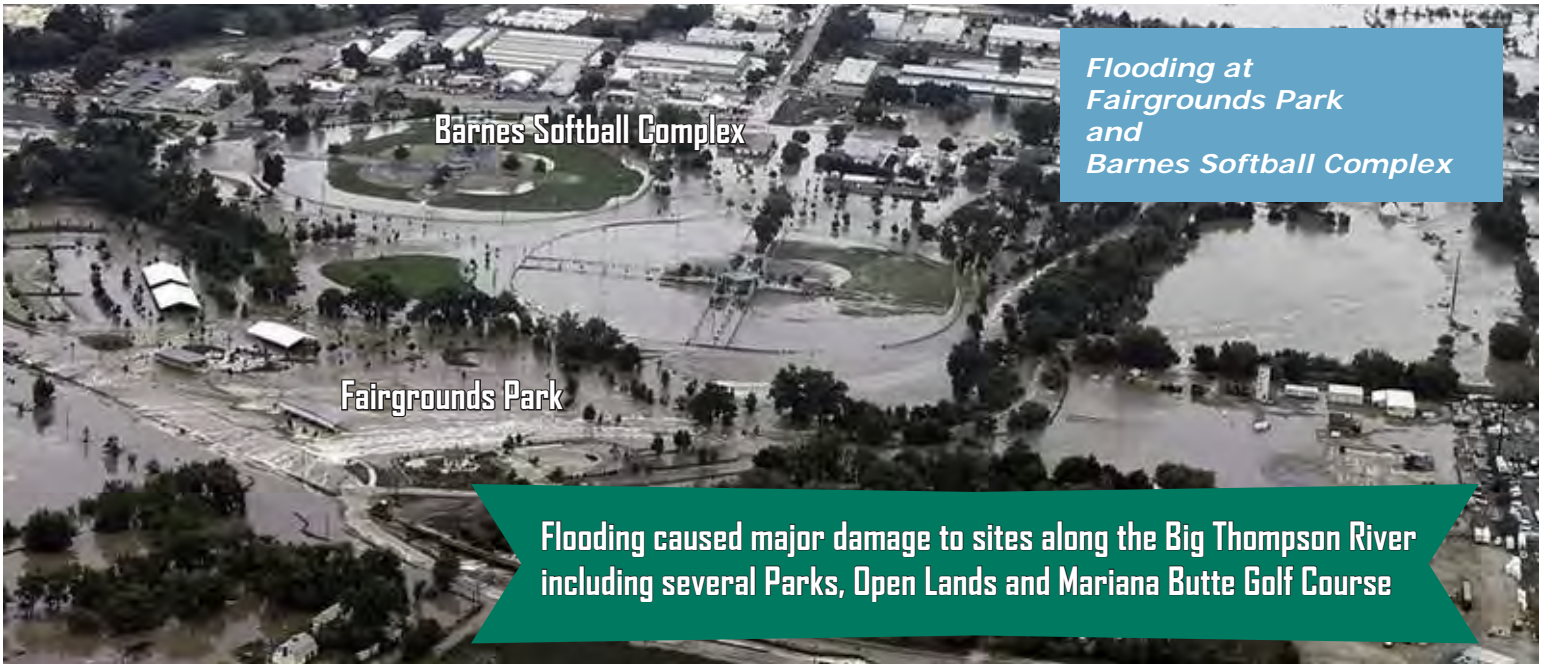 Flooding at
Fairgrounds Park
and
Barnes Softball Complex
Barnes Softball Complex
Fairgrounds Park
Flooding caused major damage to sites along the Big Thompson River
including several Parks, Open Lands and Mariana Butte Golf Course